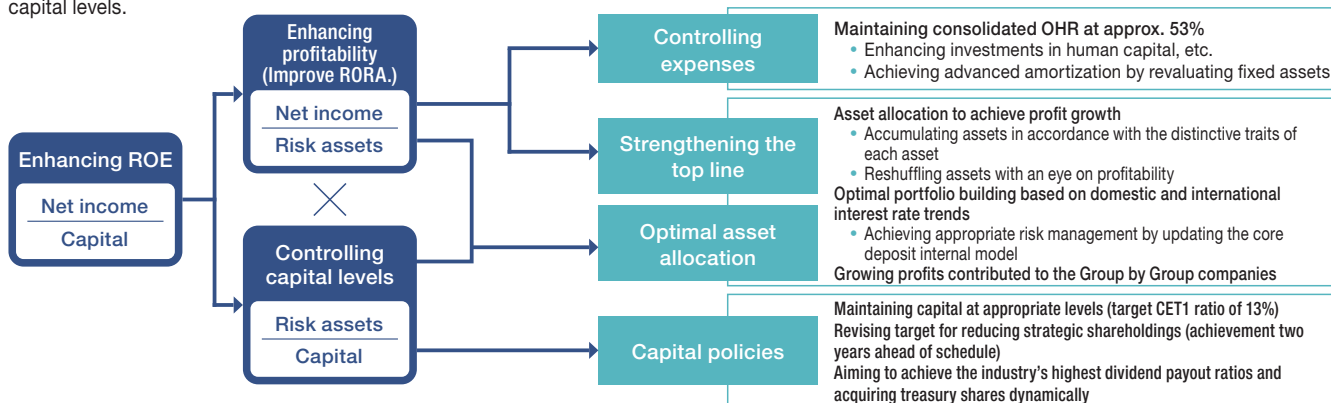 capital levels.
Enhancing ROE
Net income
Capital
Enhancing
profitability
(Improve RORA.)
Net income
Risk assets
Controlling
capital levels
Risk assets
Capital
Controlling
expenses
Maintaining consolidated OHR at approx. 53%
• Enhancing investments in human capital, etc.
• Achieving advanced amortization by revaluating fixed assets
Strengthening the
top line
Optimal asset
allocation
Asset allocation to achieve profit growth
• Accumulating assets in accordance with the distinctive traits of
each asset
• Reshuffling assets with an eye on profitability
Optimal portfolio building based on domestic and international
interest rate trends
• Achieving appropriate risk management by updating the core
deposit internal model
Growing profits contributed to the Group by Group companies
Capital policies
Maintaining capital at appropriate levels (target CET1 ratio of 13%)
Revising target for reducing strategic shareholdings (achievement two
years ahead of schedule)
Aiming to achieve the industry's highest dividend payout ratios and
acquiring treasury shares dynamically